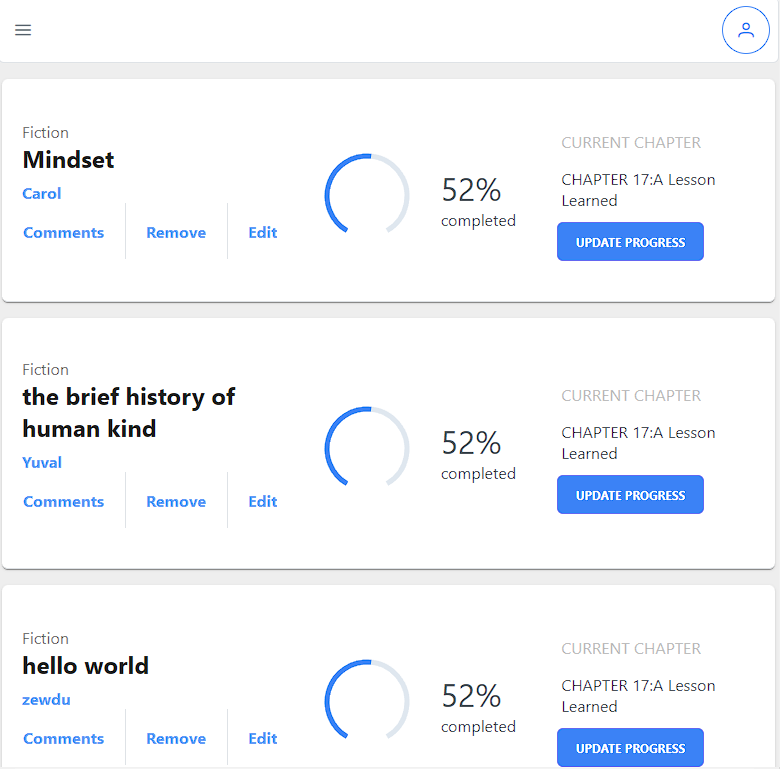 Fiction
Mindset
Carol
Comments Remove Edit
52%
completed
CURRENT CHAPTER
CHAPTER 17:A Lesson
Learned
UPDATE PROGRESS
Fiction
the brief history of
human kind
Yuval
Comments Remove Edit
52%
completed
CURRENT CHAPTER
CHAPTER 17:A Lesson
Learned
UPDATE PROGRESS
Fiction
hello world
zewdu
Comments Remove Edit
52%
completed
CURRENT CHAPTER
CHAPTER 17:A Lesson
Learned
UPDATE PROGRESS